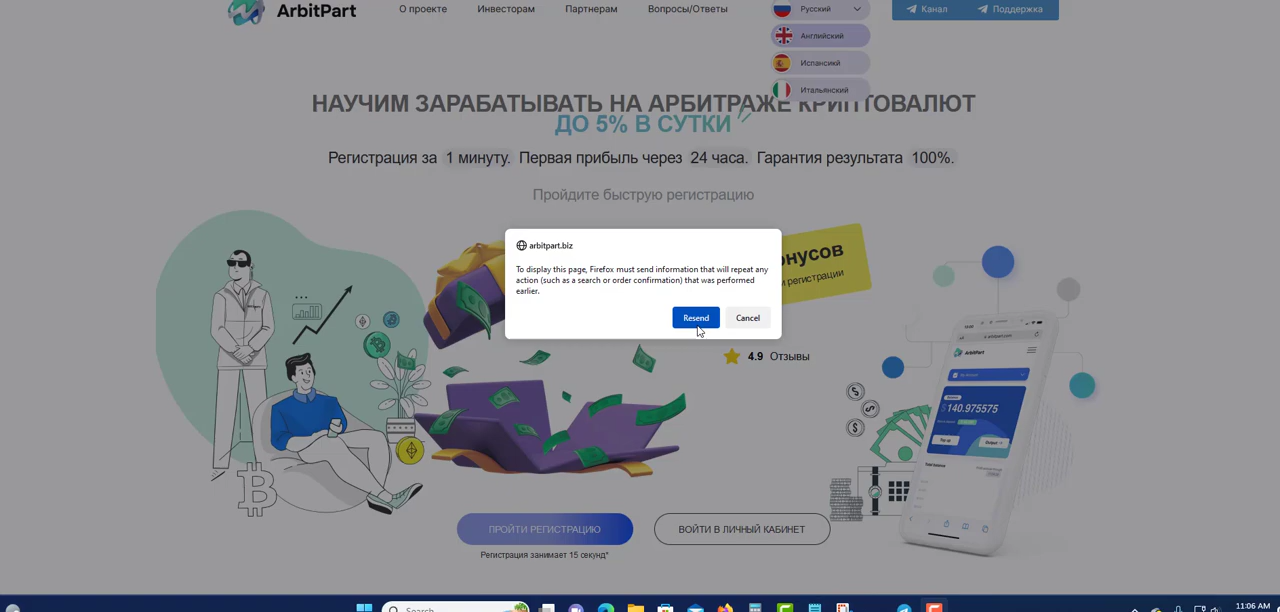 ArbitPart
О проекте
Инвесторам
Партнерам
Вопросы/Ответы
Русский
Канал
Поддержка
Английский
Испансикй
Итальянский
НАУЧИМ ЗАРАБАТЫВАТЬ НА АРБИТРАЖЕ КРИПТОВАЛЮТ
ДО 5% В СУТКИ
Регистрация за 1 минуту. Первая прибыль через 24 часа. Гарантия результата 100%.
Пройдите быструю регистрацию
онусов
и регистрации
arbitpart.biz
To display this page, Firefox must send information that will repeat any
action (such as a search or order confirmation) that was performed
earlier.
Resend
Cancel
4.9 Отзывы
ArbitPart
$140.975575
Total balance
ПРОЙТИ РЕГИСТРАЦИЮ
ВОЙТИ В ЛИЧНЫЙ КАБИНЕТ
Регистрация занимает 15 секунд*
Search
11:06 AM